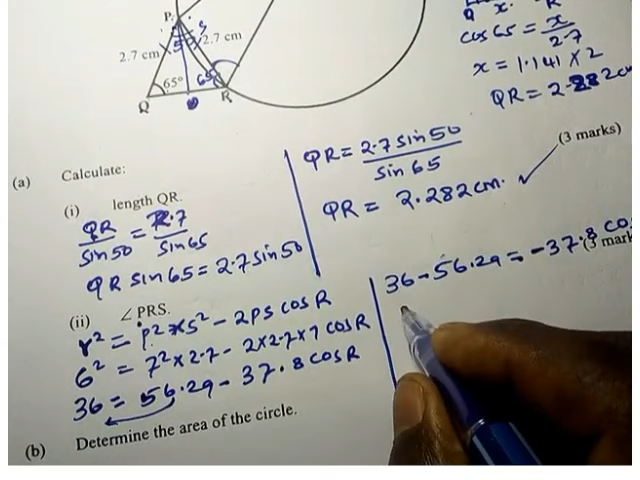 P
5
5
2.7 cm
2.7 cm
65°
65
Q
R
Q x. R
cos 65 = x/2.7
x = 1.141 × 2
QR = 2.282 cm
(3 marks)
(a) Calculate:
(i) length QR.
QR/sin 50 = 2.7/sin 65
QR sin 65 = 2.7 sin 50
QR = 2.7 sin 50/sin 65
QR = 2.282 cm. ✓
(ii) ∠ PRS.
r² = p² × s² - 2ps cos R
6² = 7² × 2.7 - 2×2.7×7 cos R
36 = 56.29 - 37.8 cos R
36 - 56.29 = -37.8 cos
(3 mark
(b) Determine the area of the circle.